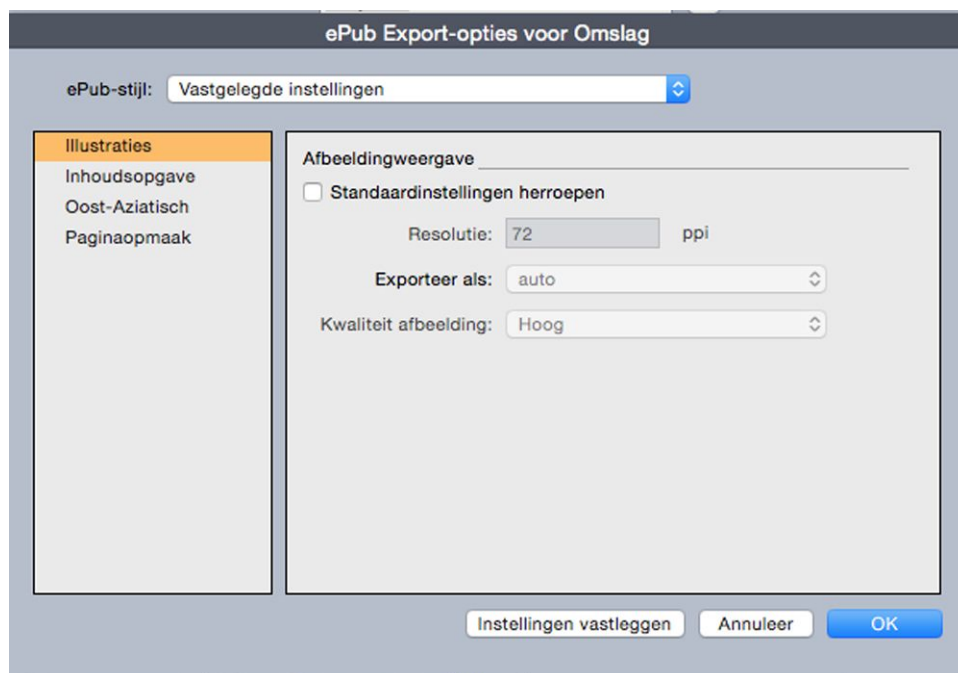 ePub Export-opties voor Omslag
ePub-stijl: Vastgelegde instellingen
Illustraties
Inhoudsopgave
Oost-Aziatisch
Paginaopmaak
Afbeeldingweergave
Standaardinstellingen herroepen
Resolutie: 72 ppi
Exporteer als: auto
Kwaliteit afbeelding: Hoog
Instellingen vastleggen Annuleer OK